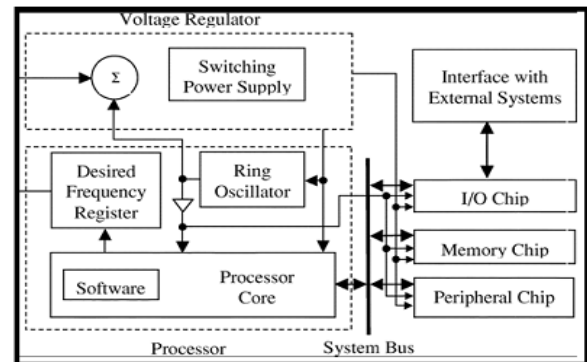 Voltage Regulator
Σ
Switching
Power Supply
Interface with
External Systems
Desired
Frequency
Register
Ring
Oscillator
I/O Chip
Memory Chip
Software
Processor
Core
Peripheral Chip
Processor
System Bus